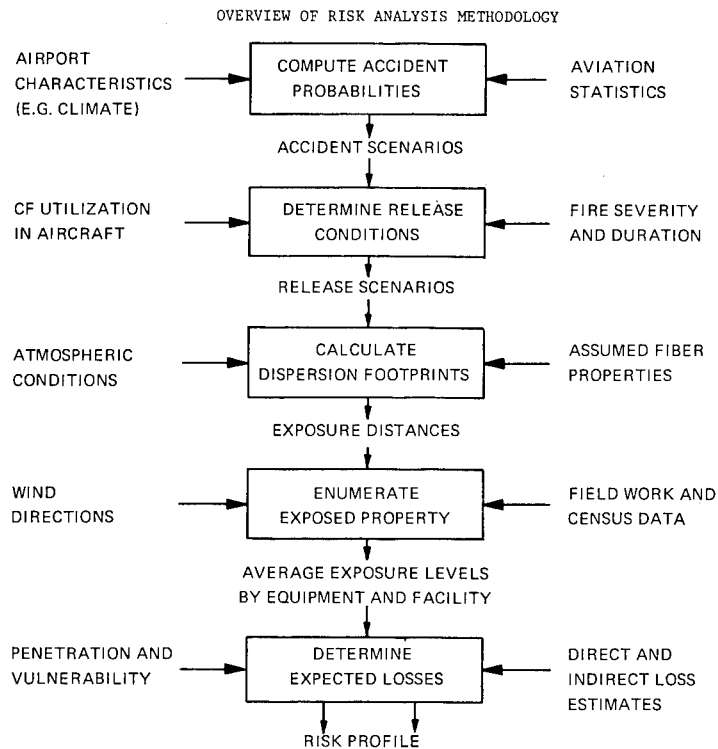 OVERVIEW OF RISK ANALYSIS METHODOLOGY
AIRPORT
CHARACTERISTICS
(E.G. CLIMATE)
COMPUTE ACCIDENT
PROBABILITIES
AVIATION
STATISTICS
ACCIDENT SCENARIOS
CF UTILIZATION
IN AIRCRAFT
DETERMINE RELEASE
CONDITIONS
FIRE SEVERITY
AND DURATION
RELEASE SCENARIOS
ATMOSPHERIC
CONDITIONS
CALCULATE
DISPERSION FOOTPRINTS
ASSUMED FIBER
PROPERTIES
EXPOSURE DISTANCES
WIND
DIRECTIONS
ENUMERATE
EXPOSED PROPERTY
FIELD WORK AND
CENSUS DATA
AVERAGE EXPOSURE LEVELS
BY EQUIPMENT AND FACILITY
PENETRATION AND
VULNERABILITY
DETERMINE
EXPECTED LOSSES
DIRECT AND
INDIRECT LOSS
ESTIMATES
RISK PROFILE